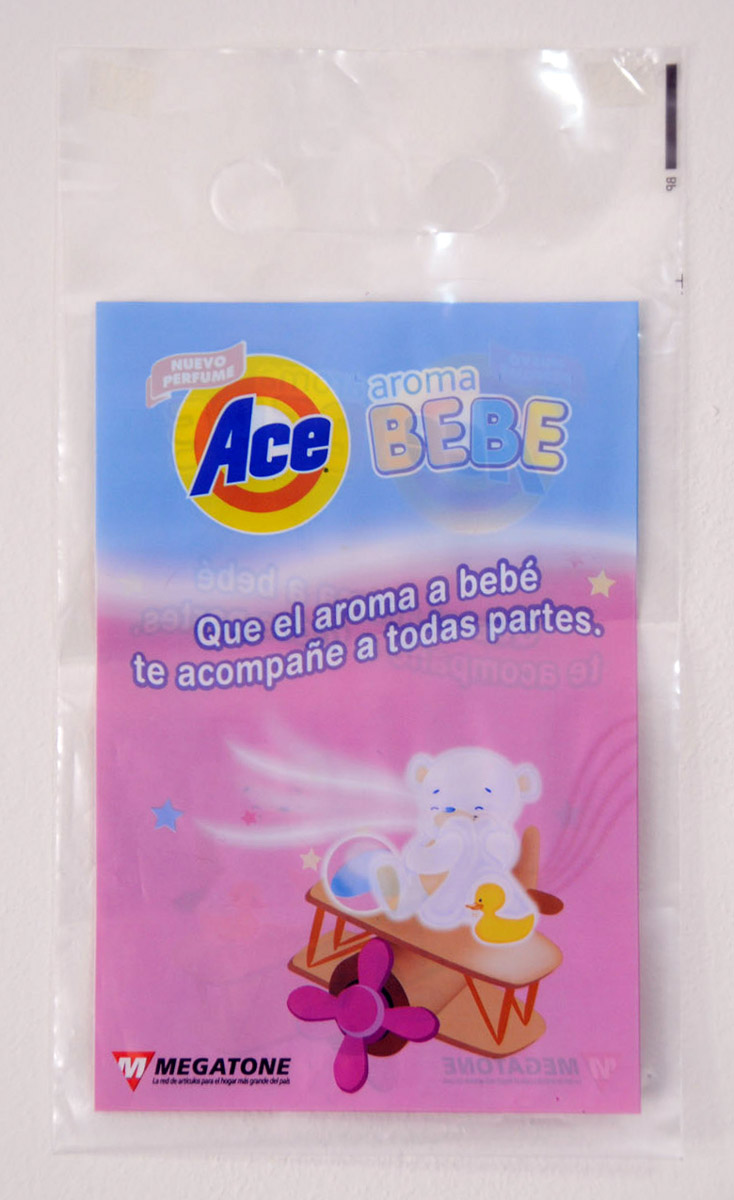 NUEVO
PERFUME
Ace
aroma
BEBE
Que el aroma a bebé
te acompañe a todas partes.
MEGATONE
La red de artículos para el hogar más grande del país